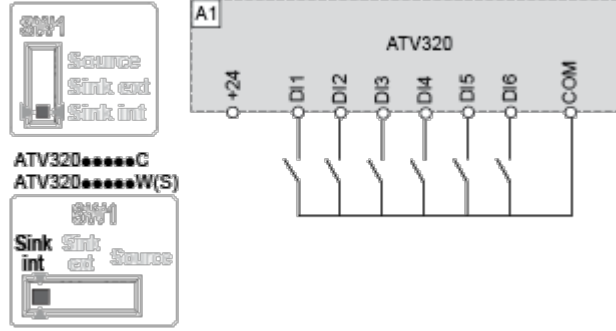 SW1
Source
Sink ext
Sink int
ATV320●●●●●C
ATV320●●●●●W(S)
SW1
Sink int
Sink ext
Source
A1
ATV320
+24
DI1
DI2
DI3
DI4
DI5
DI6
COM